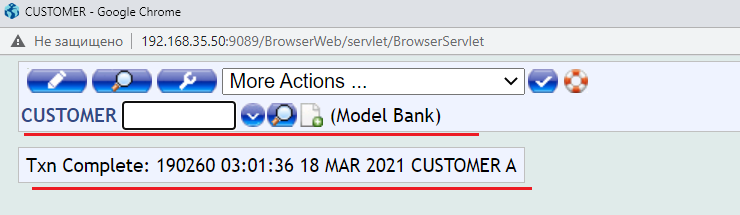 CUSTOMER - Google Chrome
Не защищено 192.168.35.50:9089/BrowserWeb/servlet/BrowserServlet
More Actions ...
CUSTOMER (Model Bank)
Txn Complete: 190260 03:01:36 18 MAR 2021 CUSTOMER A